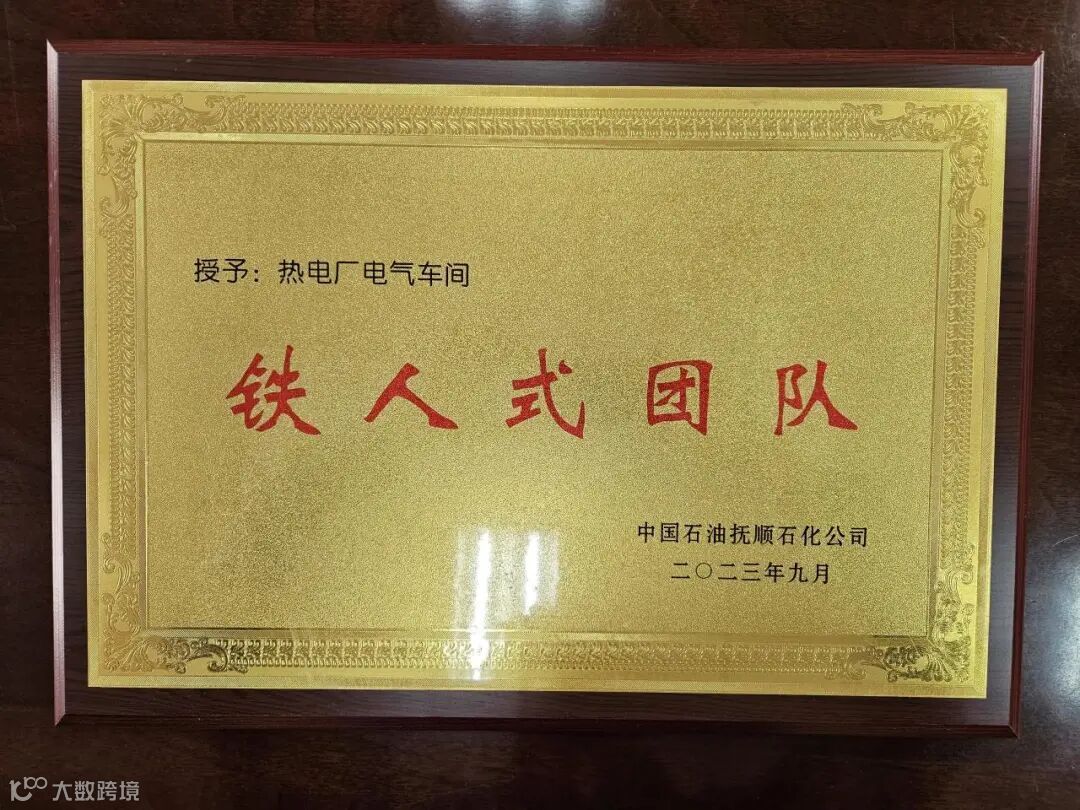 授予：热电厂电气车间
铁人式团队
中国石油抚顺石化公司
二〇二三年九月
大数跨境